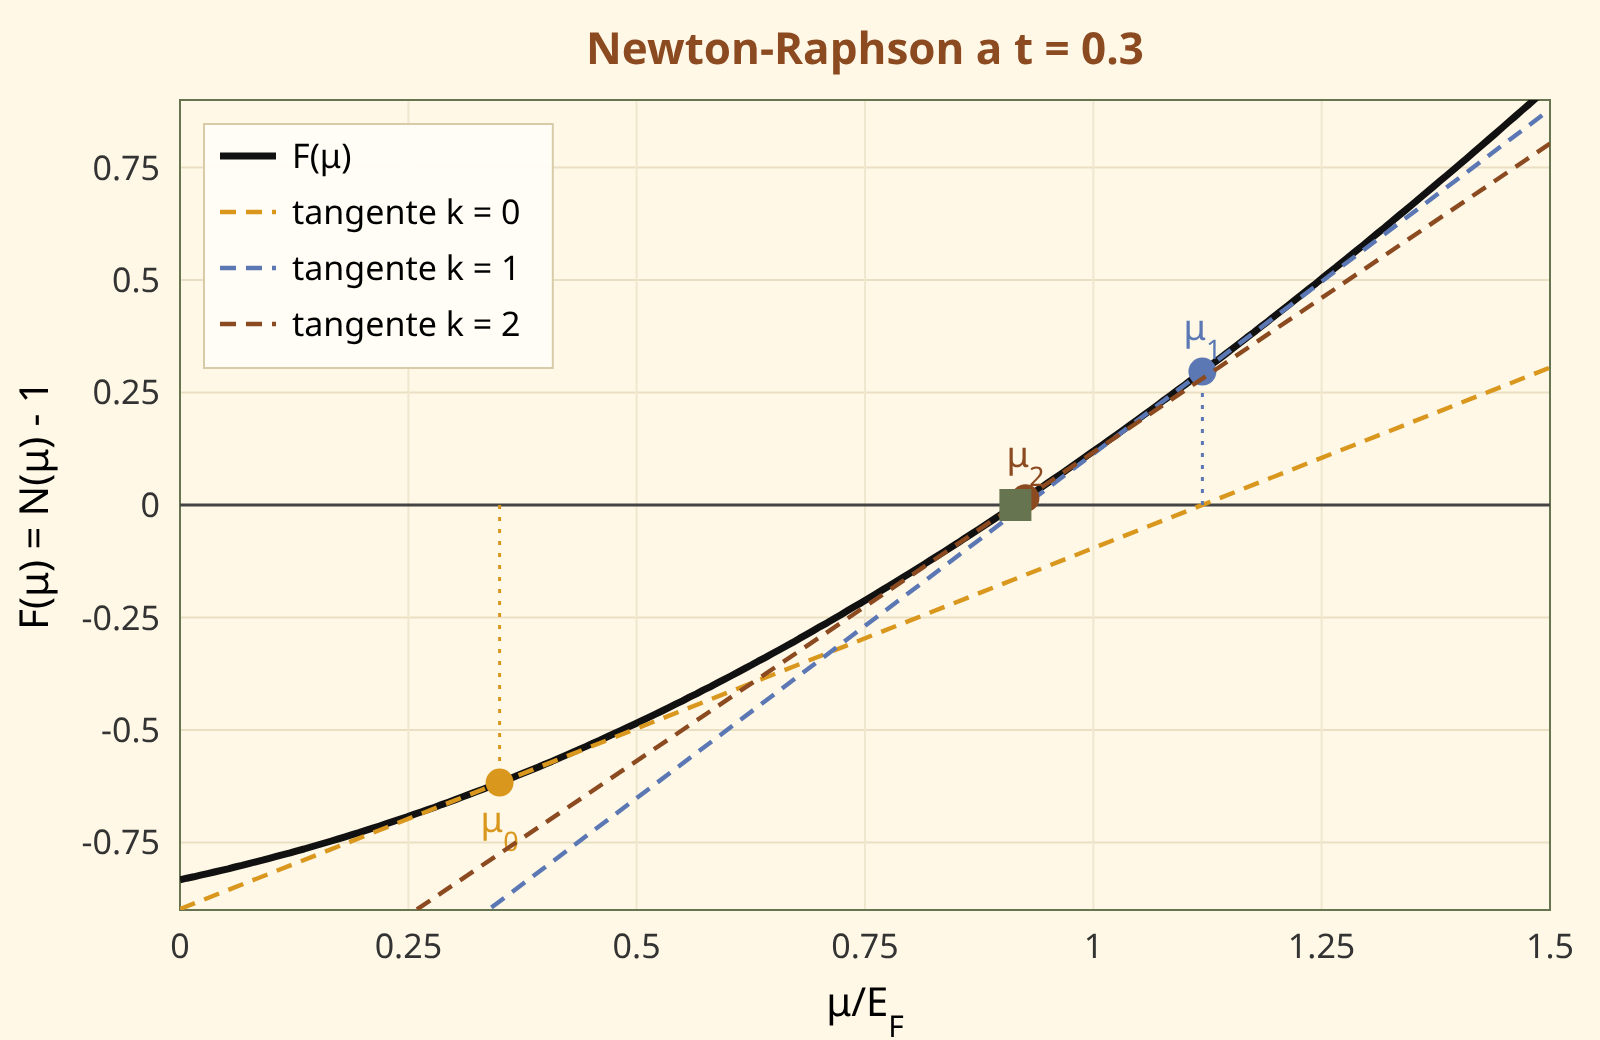 Newton-Raphson a t = 0.3
F(μ)
tangente k = 0
tangente k = 1
tangente k = 2
F(μ) = N(μ) - 1
0.75
0.5
0.25
0
-0.25
-0.5
-0.75
μ₁
μ₂
μ₀
0 0.25 0.5 0.75 1 1.25 1.5
μ/E_F